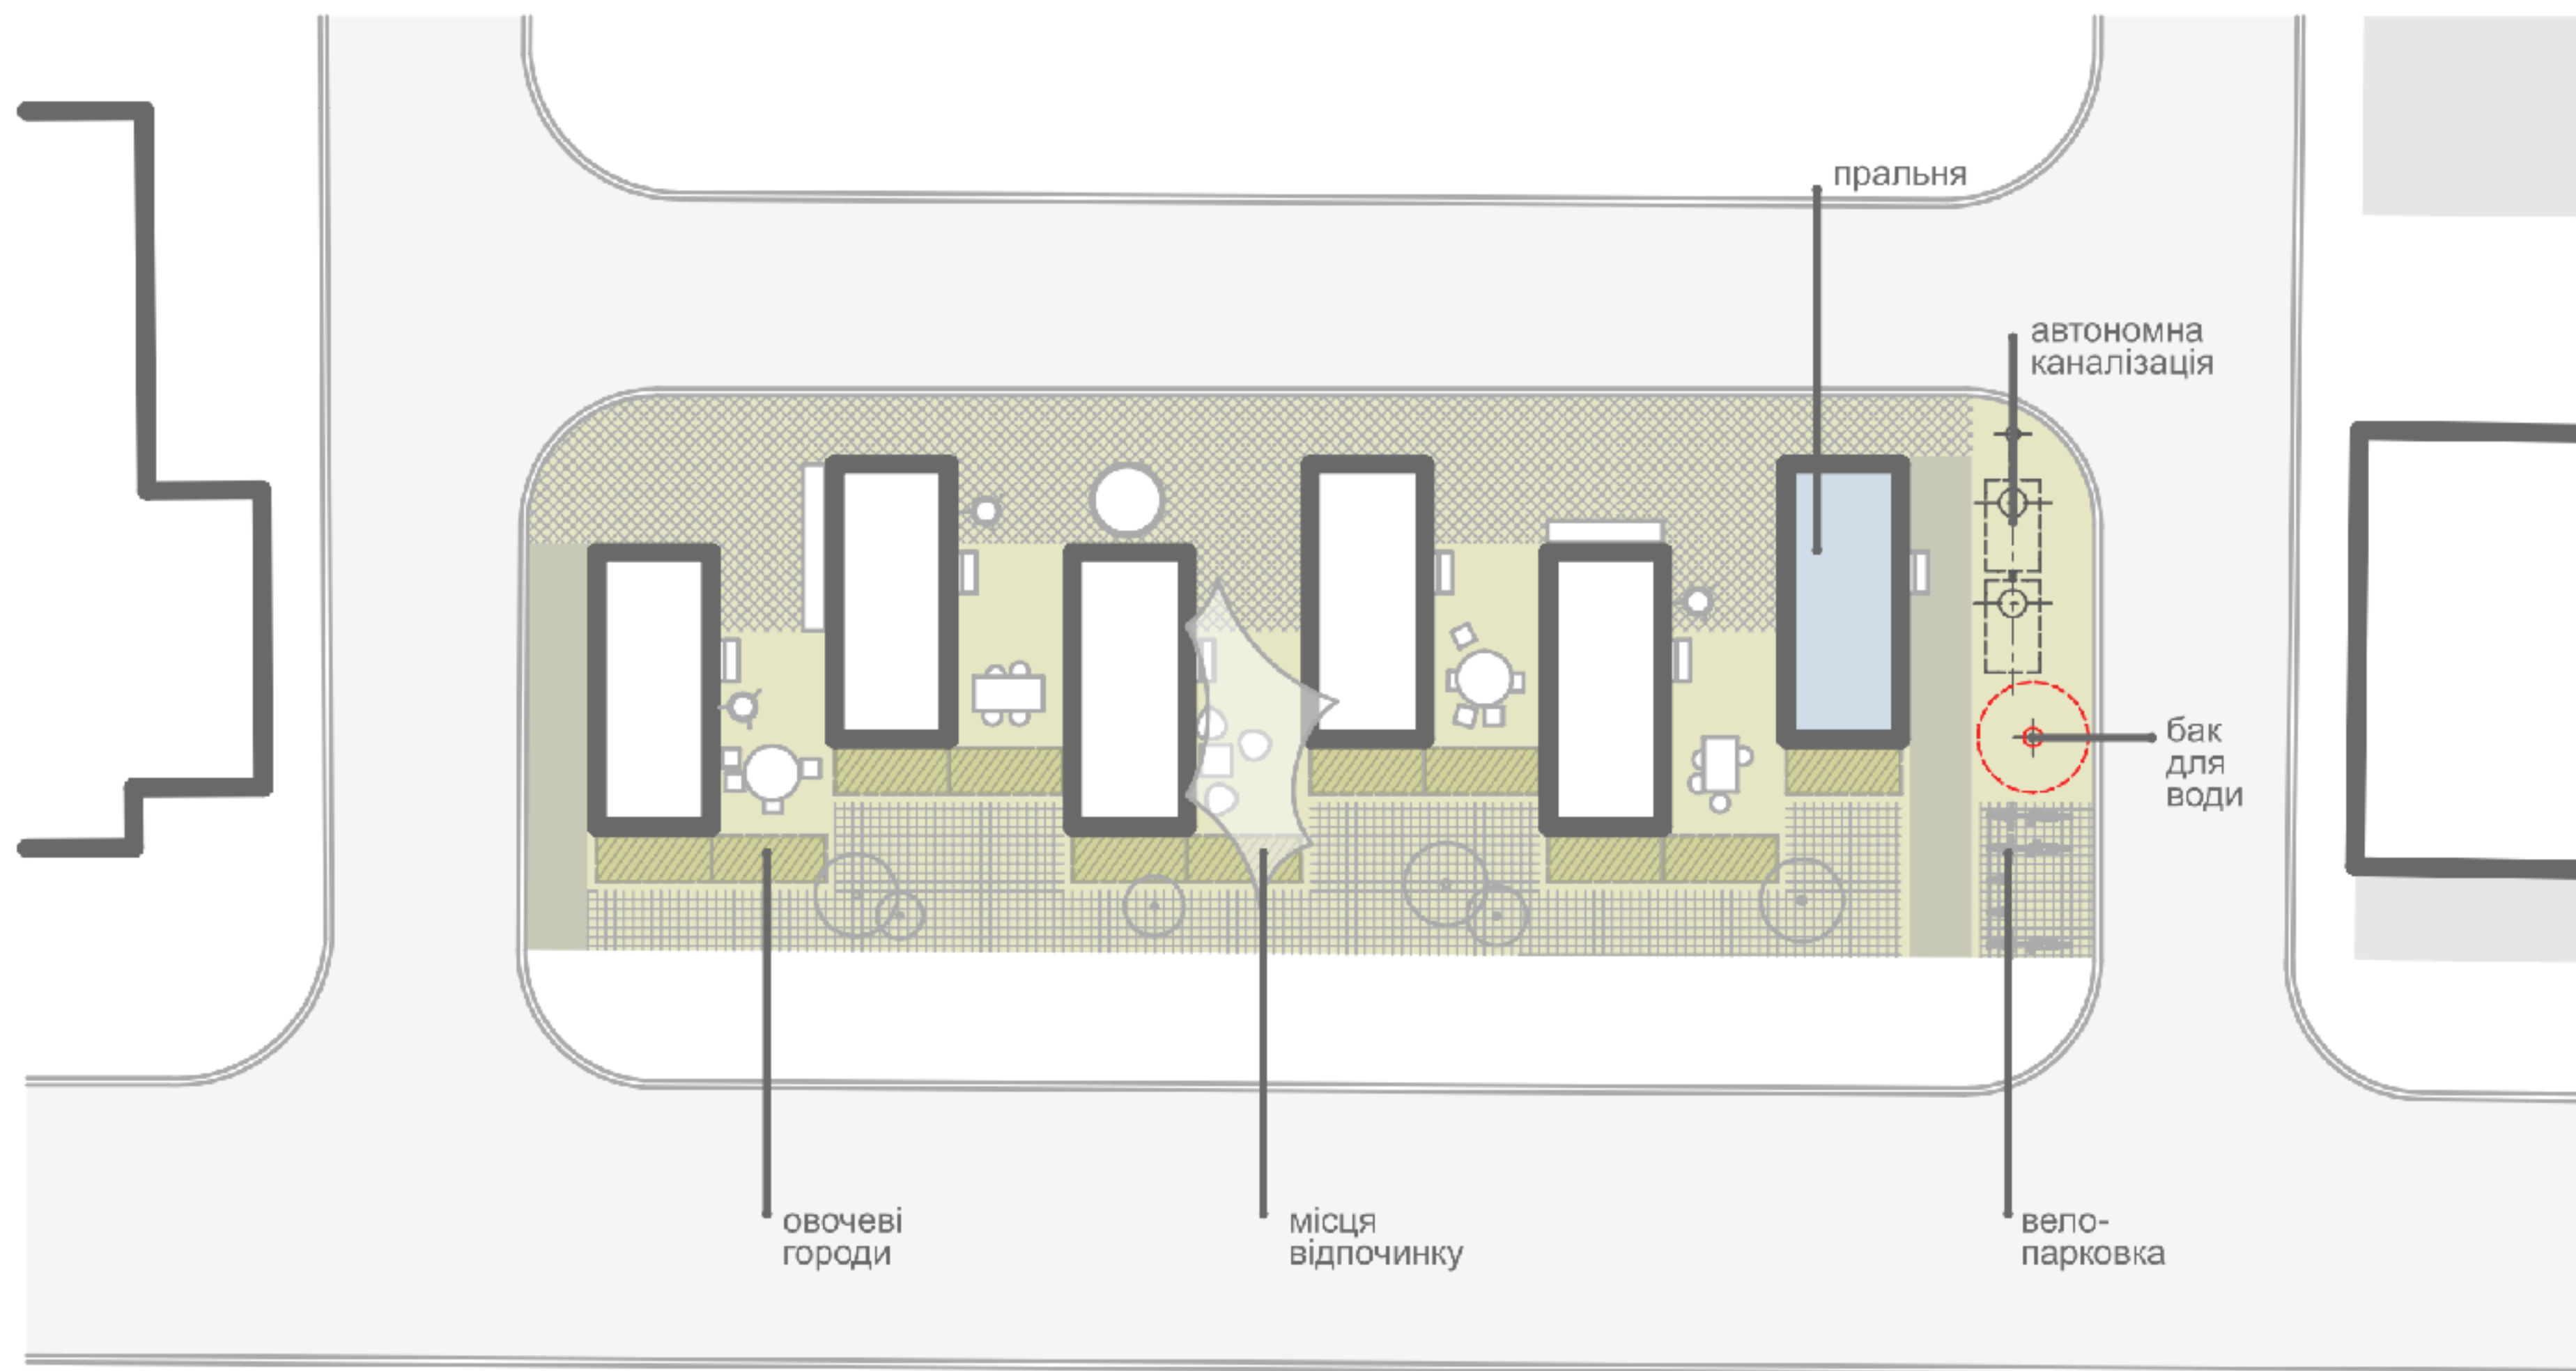 пральня
автономна
каналізація
бак
для
води
овочеві
городи
місця
відпочинку
вело-
парковка